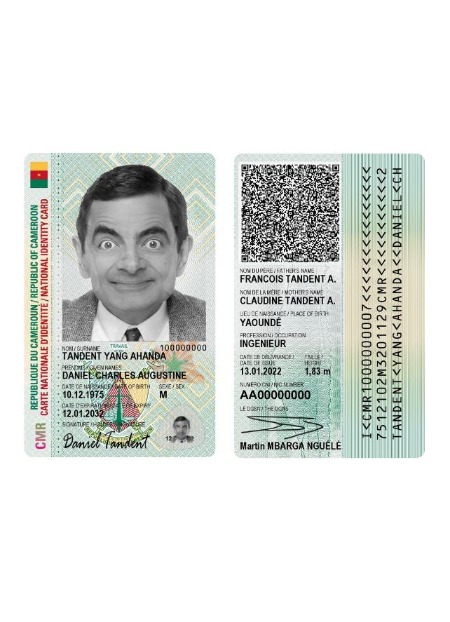 REPUBLIQUE DU CAMEROUN / REPUBLIC OF CAMEROON
CARTE NATIONALE D'IDENTITÉ / NATIONAL IDENTITY CARD
CMR
NOM / SURNAME
100000000
TANDENT YANG AHANDA
PRENOMS / GIVEN NAMES
DANIEL CHARLES AUGUSTINE
DATE DE NAISSANCE / DATE OF BIRTH
SEXE / SEX
10.12.1975
M
DATE D'EXPIRATION / DATE OF EXPIRY
12.01.2032
SIGNATURE
Daniel Tandent
NOM DU PERE / FATHER'S NAME
FRANCOIS TANDENT A.
NOM DE LA MÈRE / MOTHER'S NAME
CLAUDINE TANDENT A.
LIEU DE NAISSANCE / PLACE OF BIRTH
YAOUNDÉ
PROFESSION / OCCUPATION
INGENIEUR
DATE DE DELIVRANCE/
TAILLE /
DATE OF ISSUE
HEIGHT
13.01.2022
1,83 m
NUMERO CNI / NIC NUMBER
AA00000000
LE DGSN / THE DGNS
Martin MBARGA NGUÉLÉ
I<CMR1000000007<<<<<<<<<<<<<<<
7512102M3201129CMR<<<<<<<<<<<2
TANDENT<YANG<AHANDA<<DANIEL<CH